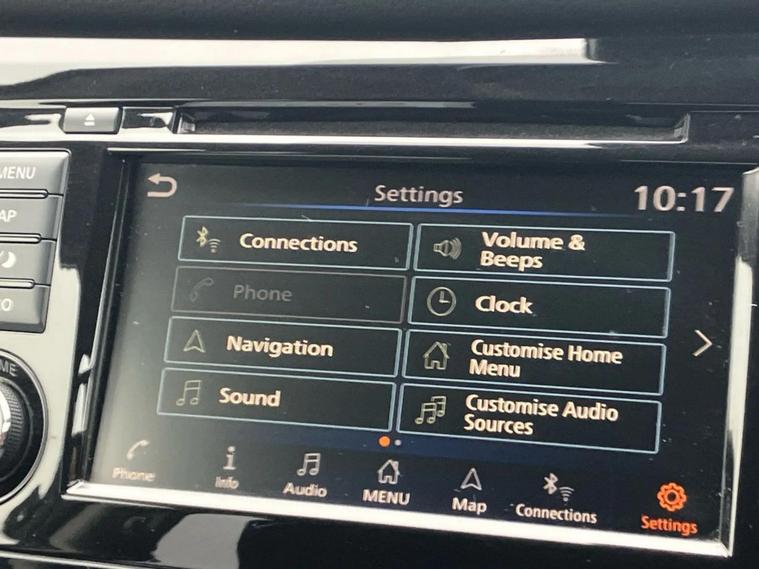 Settings 10:17
MENU
Connections
Volume &
Beeps
Phone
Clock
Navigation
Customise Home
Menu
Sound
Customise Audio
Sources
Phone Info Audio MENU Map Connections Settings